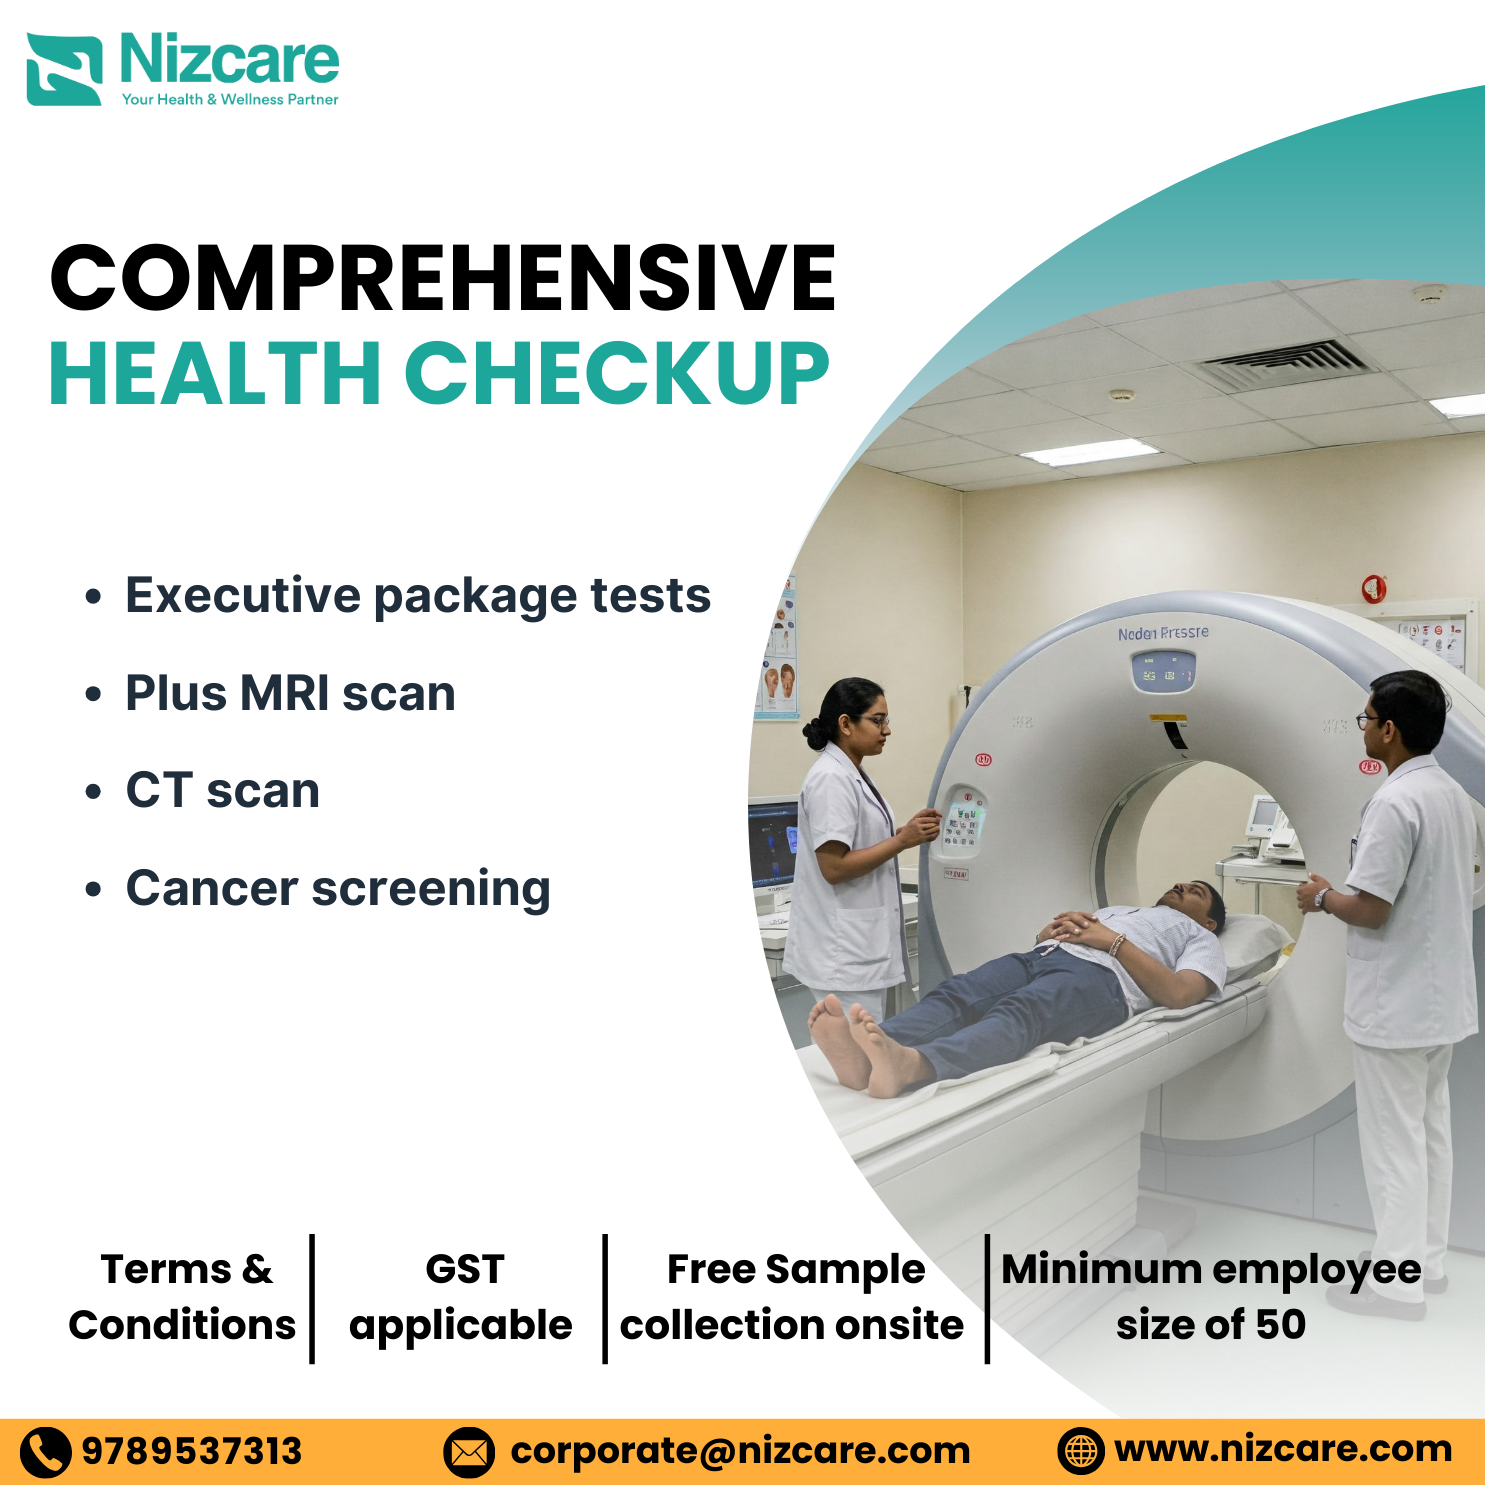 Nizcare
Your Health & Wellness Partner
COMPREHENSIVE
HEALTH CHECKUP
• Executive package tests
• Plus MRI scan
• CT scan
• Cancer screening
Terms &
Conditions
GST
applicable
Free Sample
collection onsite
Minimum employee
size of 50
9789537313
corporate@nizcare.com
www.nizcare.com